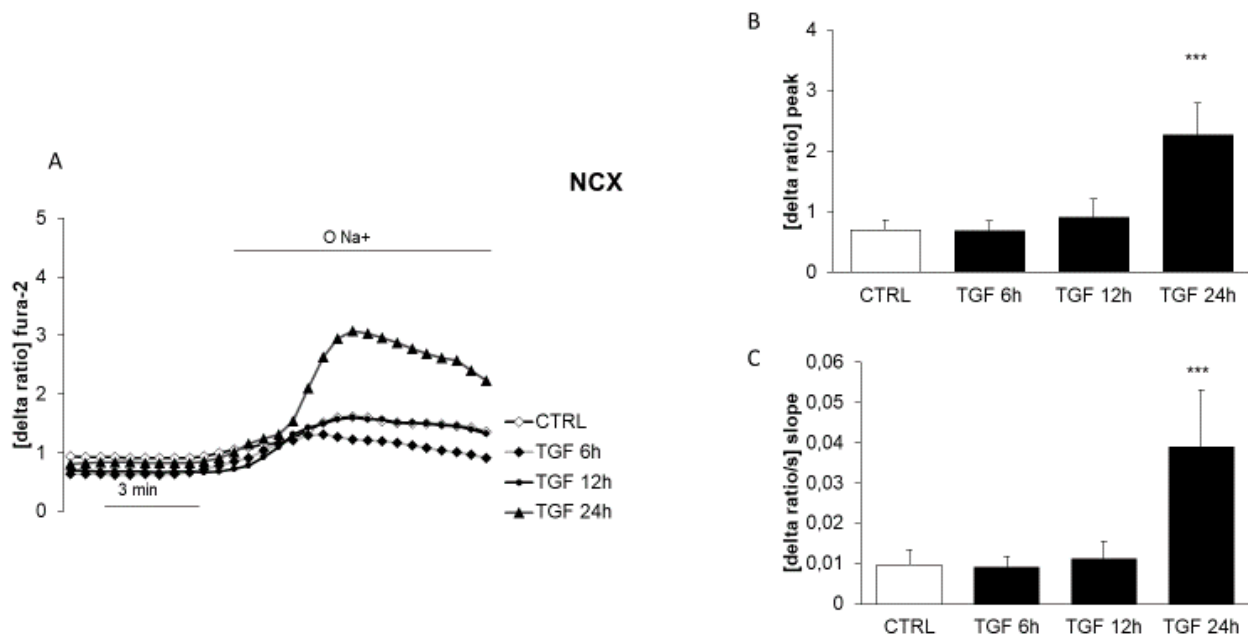 A
NCX
[delta ratio] fura-2
5
4
3
2
1
0
O Na+
3 min
CTRL
TGF 6h
TGF 12h
TGF 24h
B
[delta ratio] peak
4
3
2
1
0
***
CTRL
TGF 6h
TGF 12h
TGF 24h
C
[delta ratio/s] slope
0,06
0,05
0,04
0,03
0,02
0,01
0
***
CTRL
TGF 6h
TGF 12h
TGF 24h